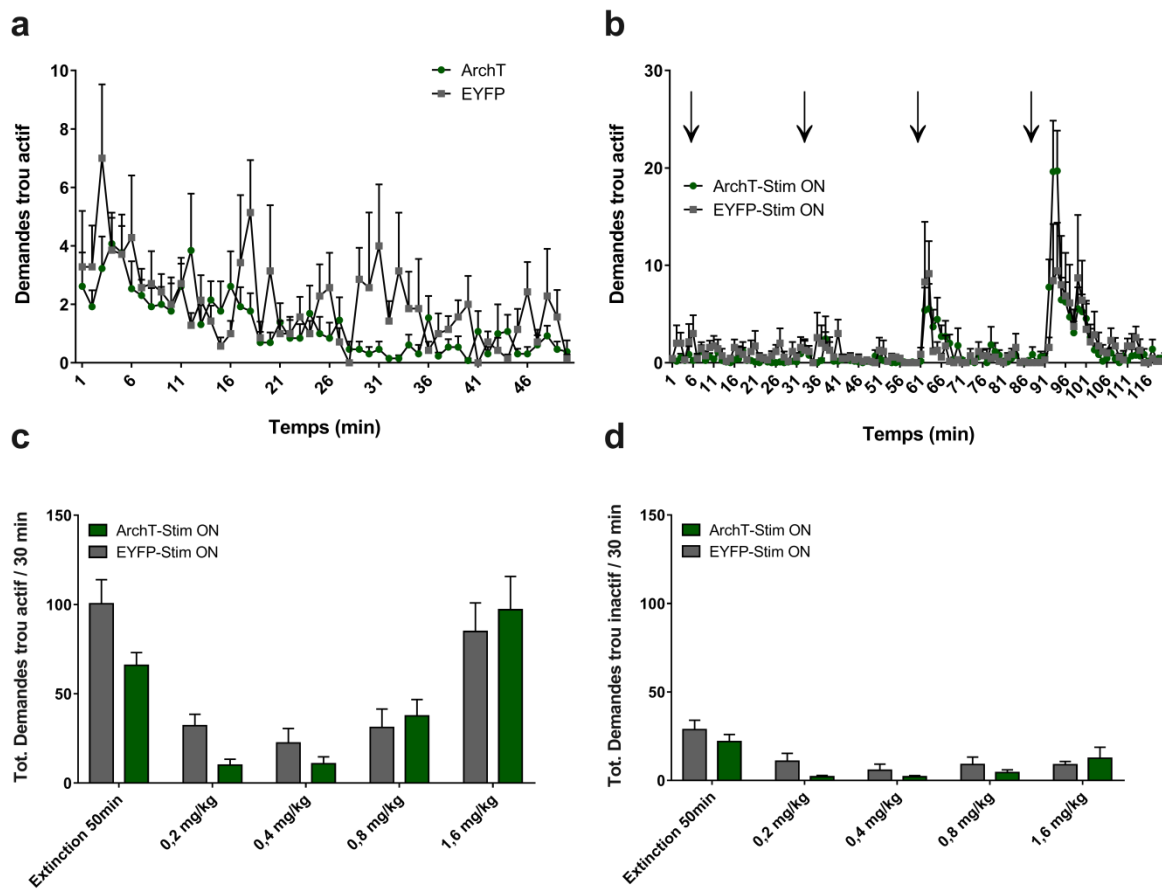 a
Demandes trou actif
10
8
6
4
2
0
ArchT
EYFP
1
6
11
16
21
26
31
36
41
46
Temps (min)
b
Demandes trou actif
30
20
10
0
ArchT-Stim ON
EYFP-Stim ON
1
6
11
16
21
26
31
36
41
46
51
56
61
66
71
76
81
86
91
96
101
106
111
116
Temps (min)
c
Tot. Demandes trou actif / 30 min
150
100
50
0
ArchT-Stim ON
EYFP-Stim ON
Extinction 50min
0,2 mg/kg
0,4 mg/kg
0,8 mg/kg
1,6 mg/kg
d
Tot. Demandes trou inactif / 30 min
150
100
50
0
ArchT-Stim ON
EYFP-Stim ON
Extinction 50min
0,2 mg/kg
0,4 mg/kg
0,8 mg/kg
1,6 mg/kg